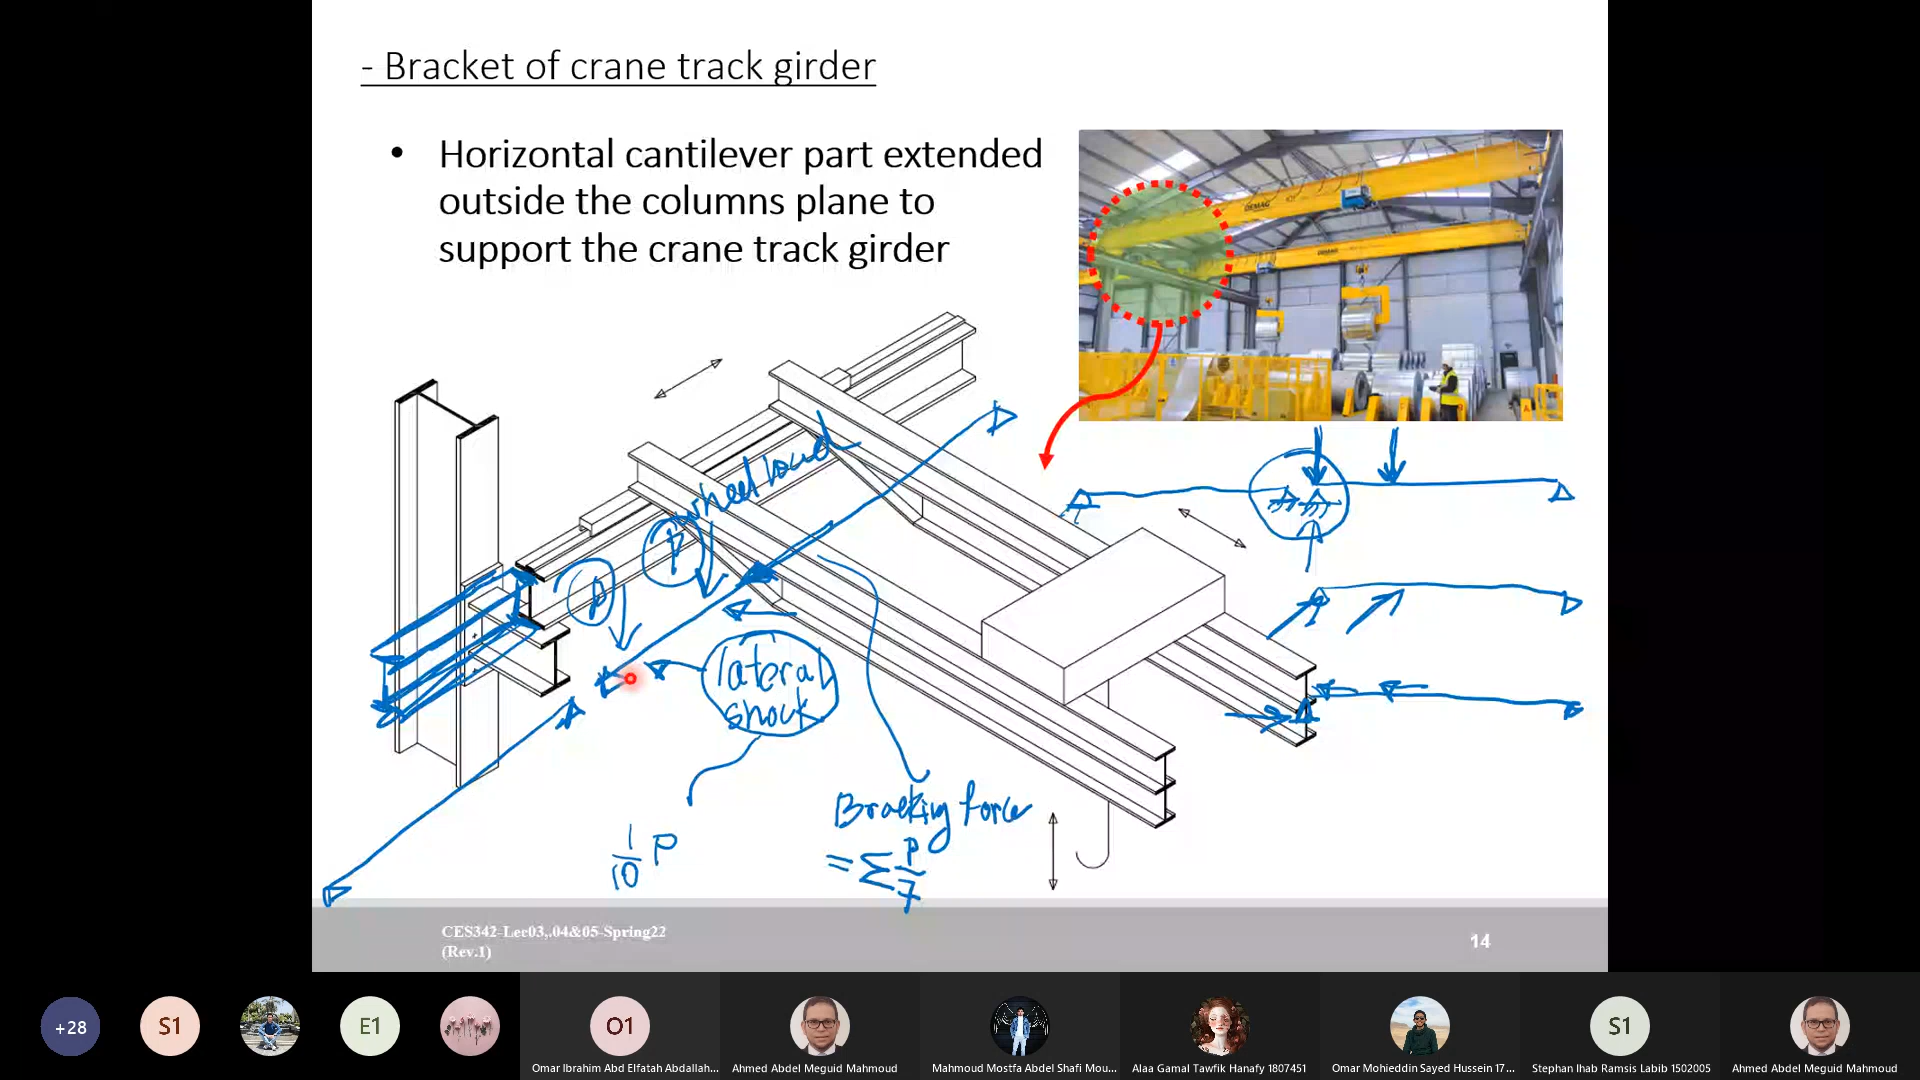 - Bracket of crane track girder
• Horizontal cantilever part extended
outside the columns plane to
support the crane track girder
DEMAG
DEMAG
wheel load
P
P
lateral
shock
1/10 P
Bracking force
= Σ P/7
CES342-Lec03,.04&05-Spring22
(Rev.1)
14
+28
S1
E1
O1
S1
Omar Ibrahim Abd Elfatah Abdallah...
Ahmed Abdel Meguid Mahmoud
Mahmoud Mostfa Abdel Shafi Mou...
Alaa Gamal Tawfik Hanafy 1807451
Omar Mohieddin Sayed Hussein 17...
Stephan Ihab Ramsis Labib 1502005
Ahmed Abdel Meguid Mahmoud